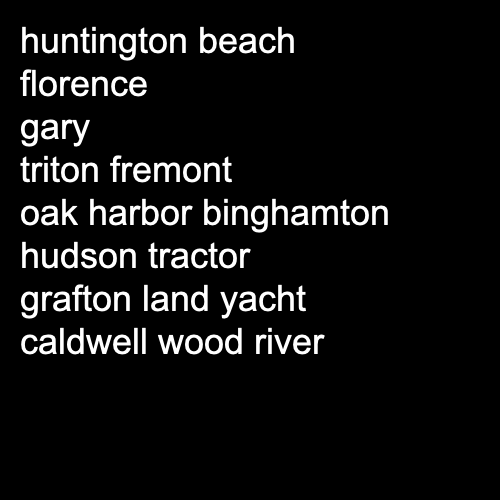 huntington beach
florence
gary
triton fremont
oak harbor binghamton
hudson tractor
grafton land yacht
caldwell wood river